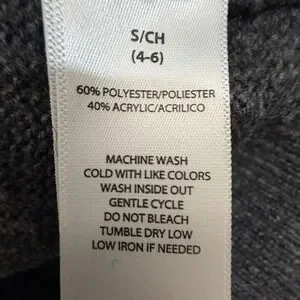 S/CH
(4-6)
60% POLYESTER/POLIESTER
40% ACRYLIC/ACRILICO
MACHINE WASH
COLD WITH LIKE COLORS
WASH INSIDE OUT
GENTLE CYCLE
DO NOT BLEACH
TUMBLE DRY LOW
LOW IRON IF NEEDED